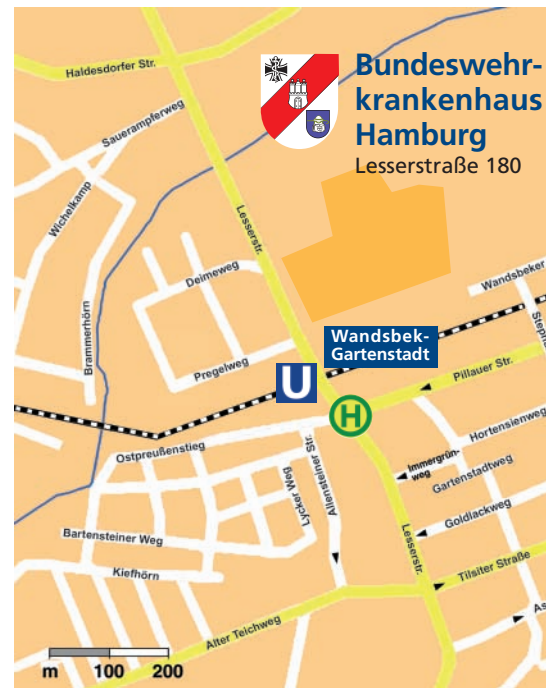 Bundeswehr-
krankenhaus
Hamburg
Lesserstraße 180
Haldesdorfer Str.
Sauerampferweg
Wichelkamp
Lesserstr.
Deimeweg
Brammerhörn
Pregelweg
Wandsbeker
Wandsbek-
Gartenstadt
U
H
Pillauer Str.
Ostpreußenstieg
Hortensienweg
Immergrün-
weg
Gartenstadtweg
Allensteiner Str.
Lycker Weg
Goldlackweg
Bartensteiner Weg
Lesserstr.
Kiefhörn
Tilsiter Straße
Alter Teichweg
m 100 200